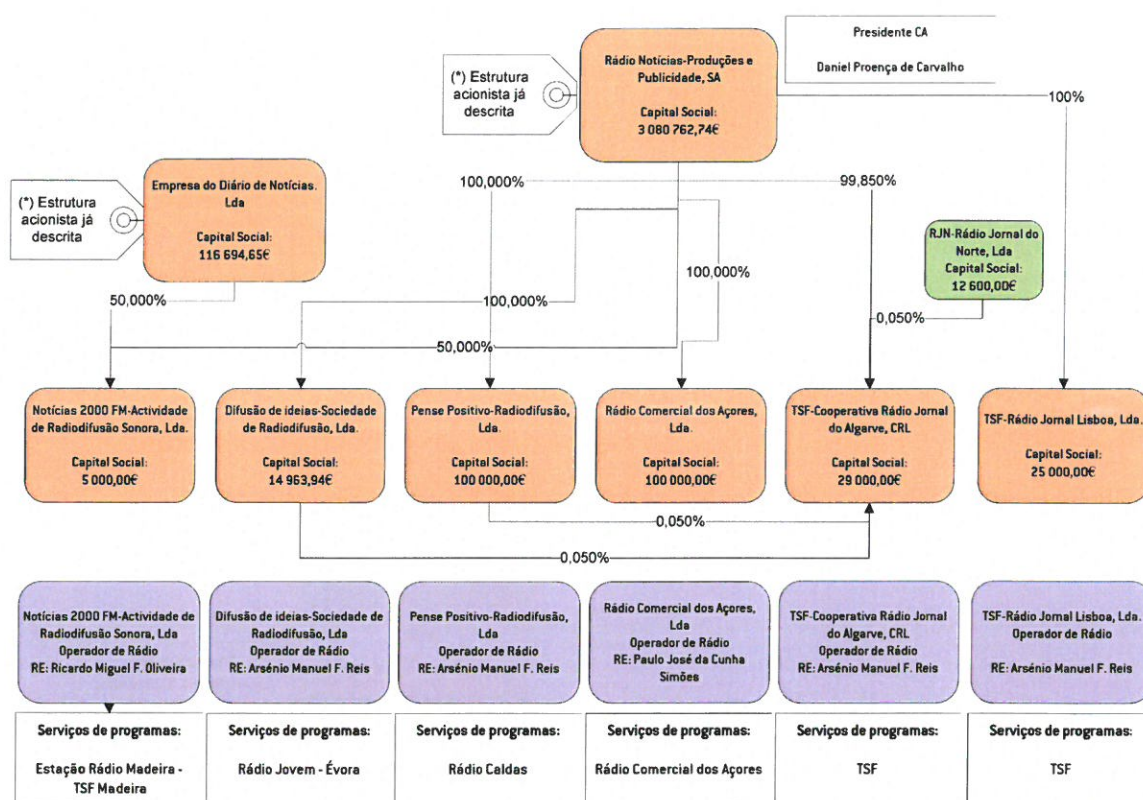 Presidente CA
Daniel Proença de Carvalho
(*) Estrutura
acionista já
descrita
Rádio Notícias-Produções e
Publicidade, SA
Capital Social:
3 080 762,74€
100%
(*) Estrutura
acionista já
descrita
Empresa do Diário de Notícias.
Lda
Capital Social:
116 694,65€
100,000%
99,850%
RJN-Rádio Jornal do
Norte, Lda
Capital Social:
12 600,00€
100,000%
50,000%
100,000%
0,050%
50,000%
Notícias 2000 FM-Actividade
de Radiodifusão Sonora, Lda.
Capital Social:
5 000,00€
Difusão de ideias-Sociedade
de Radiodifusão, Lda.
Capital Social:
14 963,94€
Pense Positivo-Radiodifusão,
Lda.
Capital Social:
100 000,00€
Rádio Comercial dos Açores,
Lda.
Capital Social:
100 000,00€
TSF-Cooperativa Rádio Jornal
do Algarve, CRL
Capital Social:
29 000,00€
TSF-Rádio Jornal Lisboa, Lda.
Capital Social:
25 000,00€
0,050%
0,050%
Notícias 2000 FM-Actividade de
Radiodifusão Sonora, Lda
Operador de Rádio
RE: Ricardo Miguel F. Oliveira
Difusão de ideias-Sociedade de
Radiodifusão, Lda
Operador de Rádio
RE: Arsénio Manuel F. Reis
Pense Positivo-Radiodifusão,
Lda
Operador de Rádio
RE: Arsénio Manuel F. Reis
Rádio Comercial dos Açores,
Lda
Operador de Rádio
RE: Paulo José da Cunha
Simões
TSF-Cooperativa Rádio Jornal
do Algarve, CRL
Operador de Rádio
RE: Arsénio Manuel F. Reis
TSF-Rádio Jornal Lisboa, Lda.
Operador de Rádio
RE: Arsénio Manuel F. Reis
Serviços de programas:
Estação Rádio Madeira -
TSF Madeira
Serviços de programas:
Rádio Jovem - Évora
Serviços de programas:
Rádio Caldas
Serviços de programas:
Rádio Comercial dos Açores
Serviços de programas:
TSF
Serviços de programas:
TSF